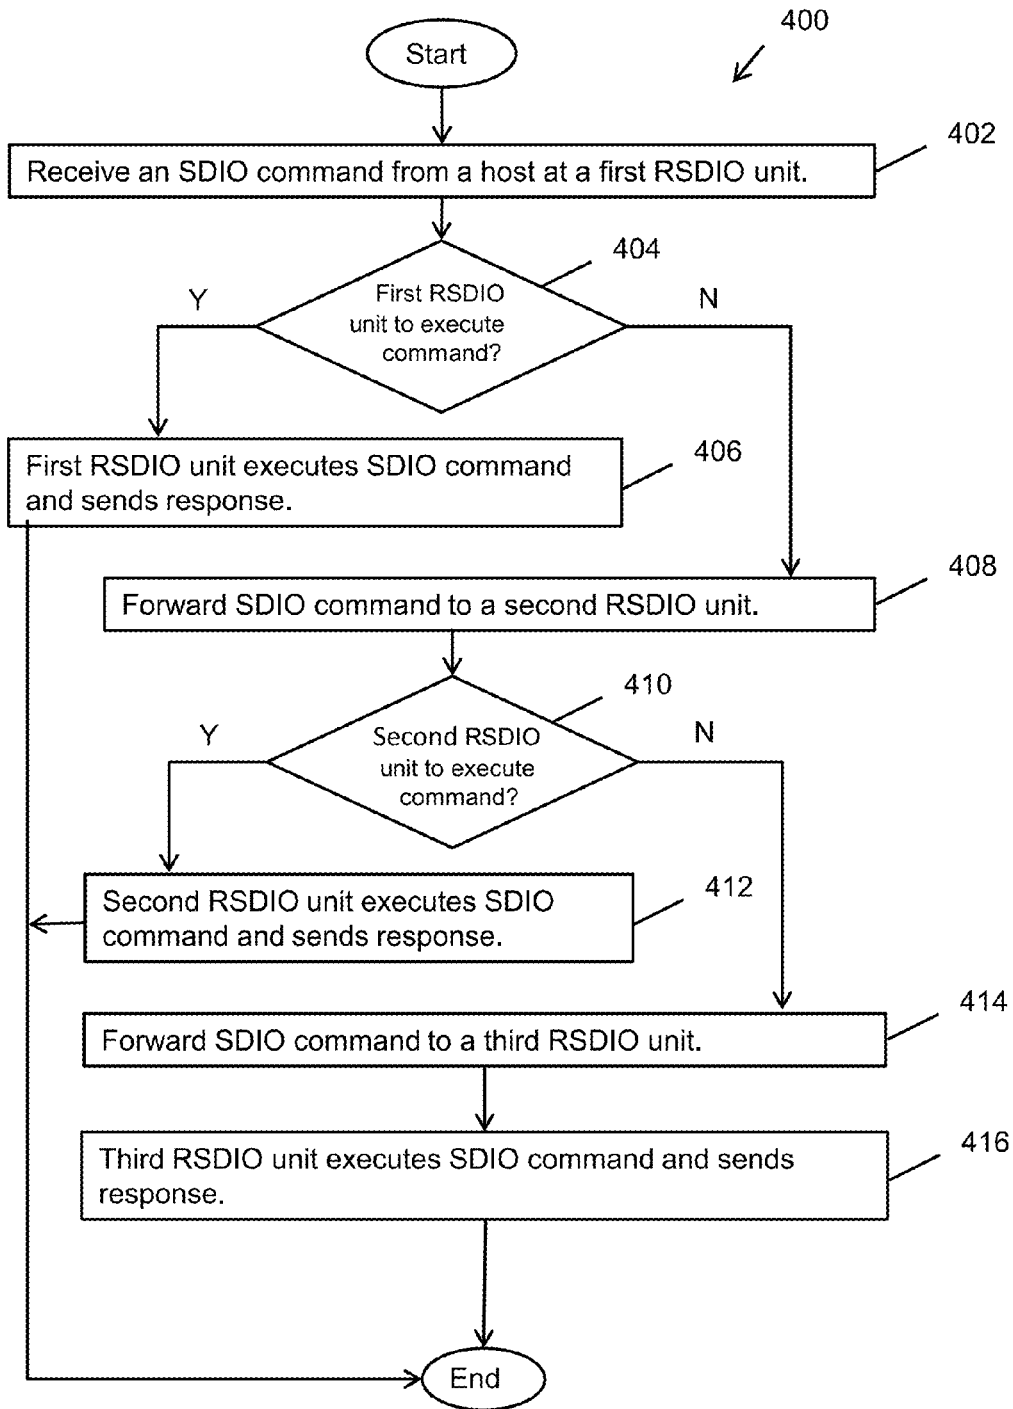 Start
400
Receive an SDIO command from a host at a first RSDIO unit.
402
First RSDIO
unit to execute
command?
404
Y
N
First RSDIO unit executes SDIO command
and sends response.
406
Forward SDIO command to a second RSDIO unit.
408
Second RSDIO
unit to execute
command?
410
Y
N
Second RSDIO unit executes SDIO
command and sends response.
412
Forward SDIO command to a third RSDIO unit.
414
Third RSDIO unit executes SDIO command and sends
response.
416
End